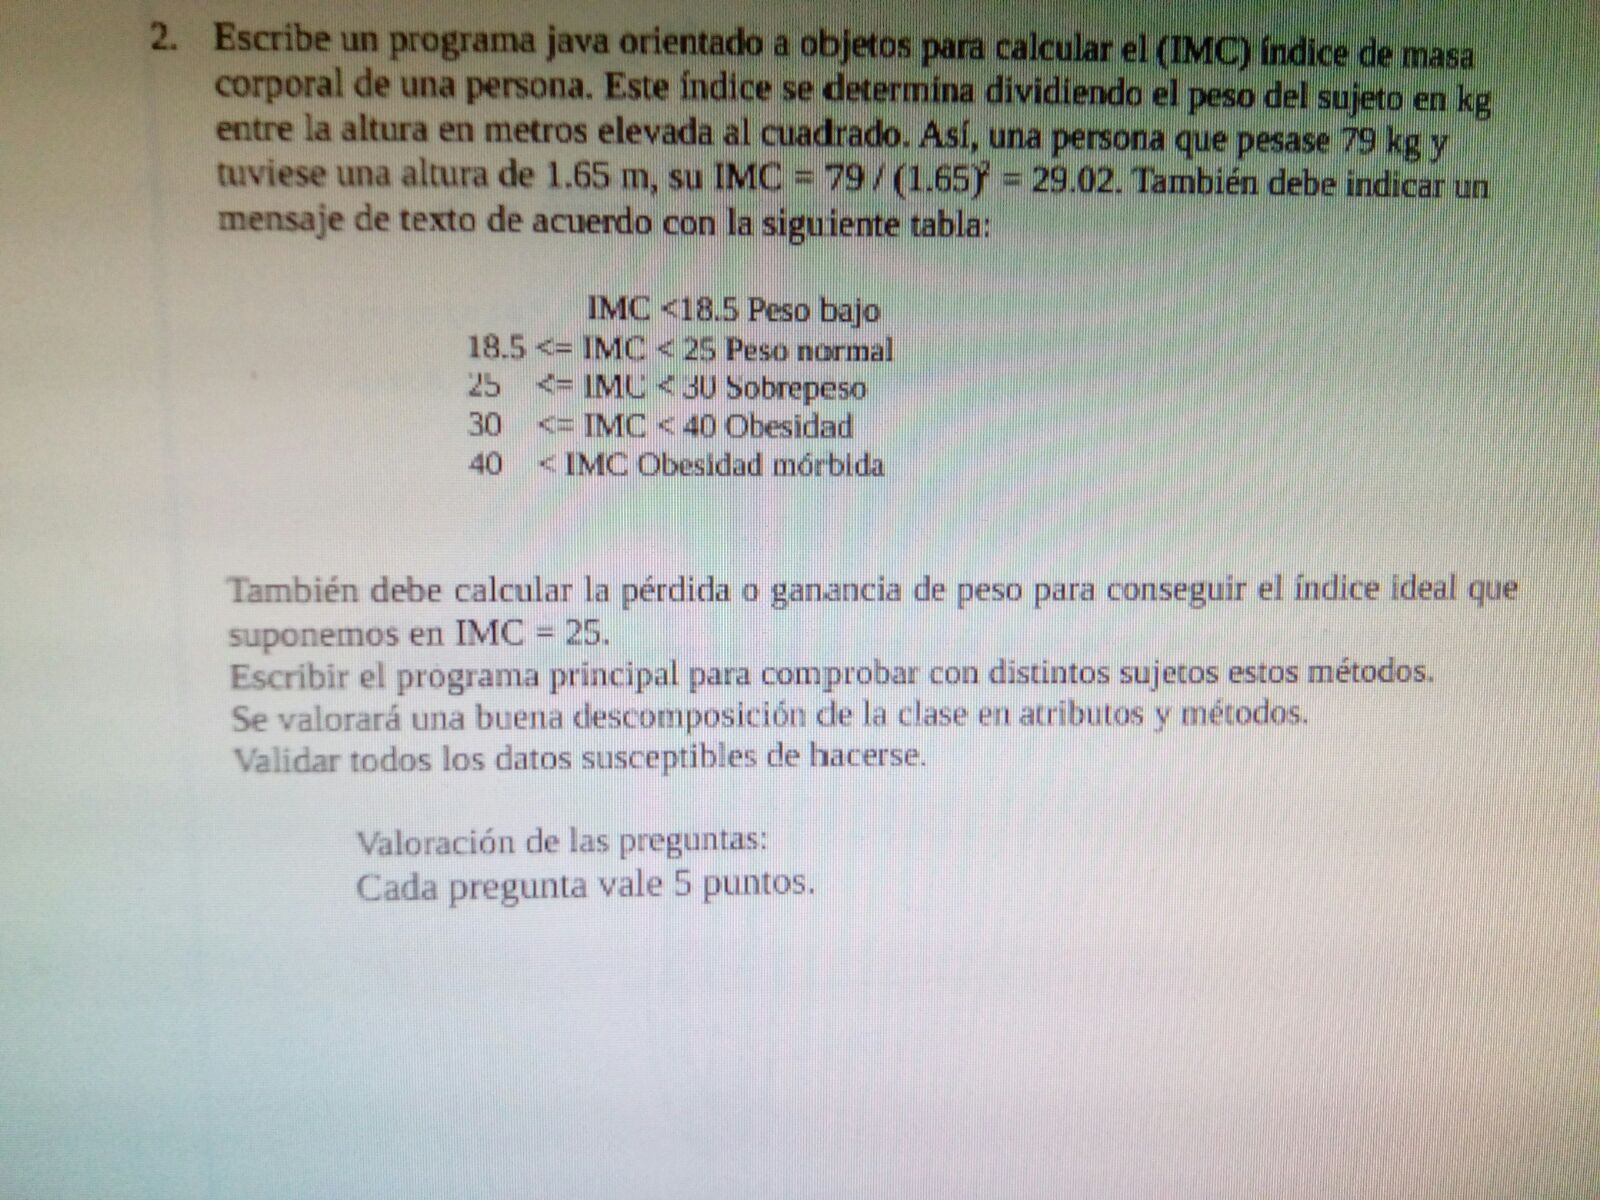 2. Escribe un programa java orientado a objetos para calcular el (IMC) índice de masa
corporal de una persona. Este índice se determina dividiendo el peso del sujeto en kg
entre la altura en metros elevada al cuadrado. Así, una persona que pesase 79 kg y
tuviese una altura de 1.65 m, su IMC = 79 / (1.65)² = 29.02. También debe indicar un
mensaje de texto de acuerdo con la siguiente tabla:
IMC <18.5 Peso bajo
18.5 <= IMC < 25 Peso normal
25 <= IMC < 30 Sobrepeso
30 <= IMC < 40 Obesidad
40 < IMC Obesidad mórbida
También debe calcular la pérdida o ganancia de peso para conseguir el índice ideal que
suponemos en IMC = 25.
Escribir el programa principal para comprobar con distintos sujetos estos métodos.
Se valorará una buena descomposición de la clase en atributos y métodos.
Validar todos los datos susceptibles de hacerse.
Valoración de las preguntas:
Cada pregunta vale 5 puntos.